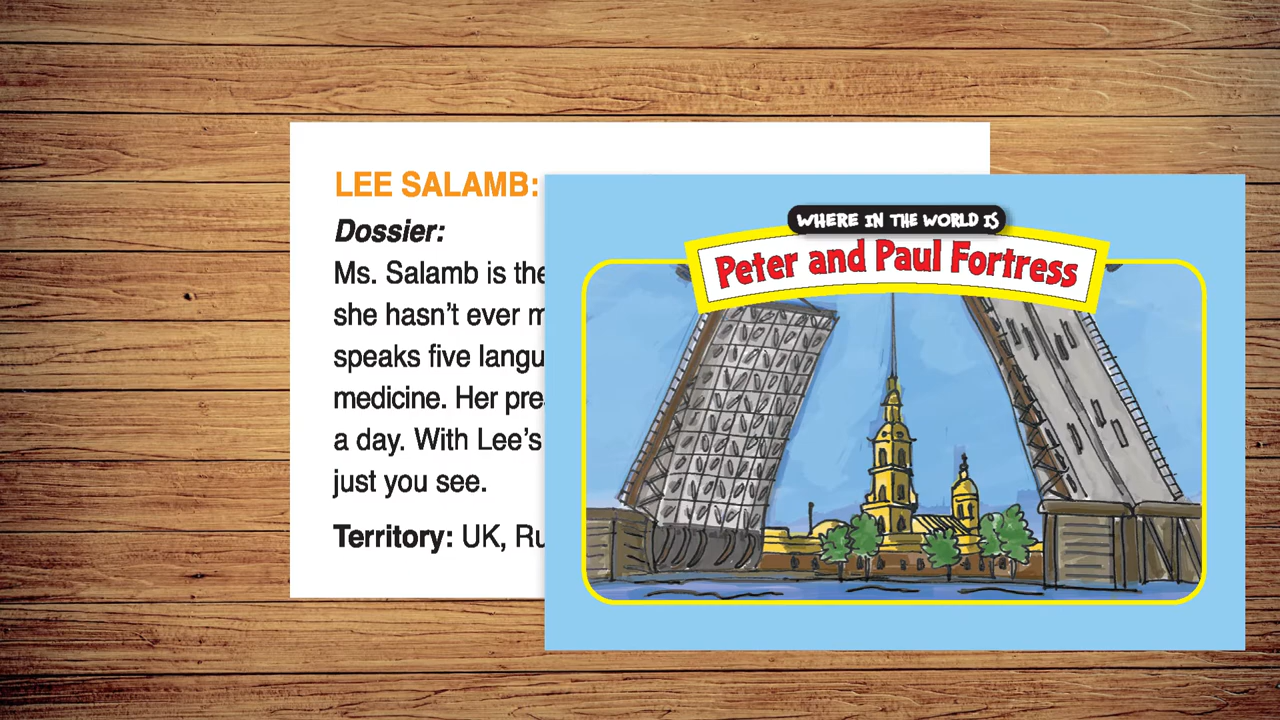 LEE SALAMB:
Dossier:
Ms. Salamb is the
she hasn't ever m
speaks five langu
medicine. Her pre
a day. With Lee's
just you see.
Territory: UK, Ru
WHERE IN THE WORLD IS
Peter and Paul Fortress